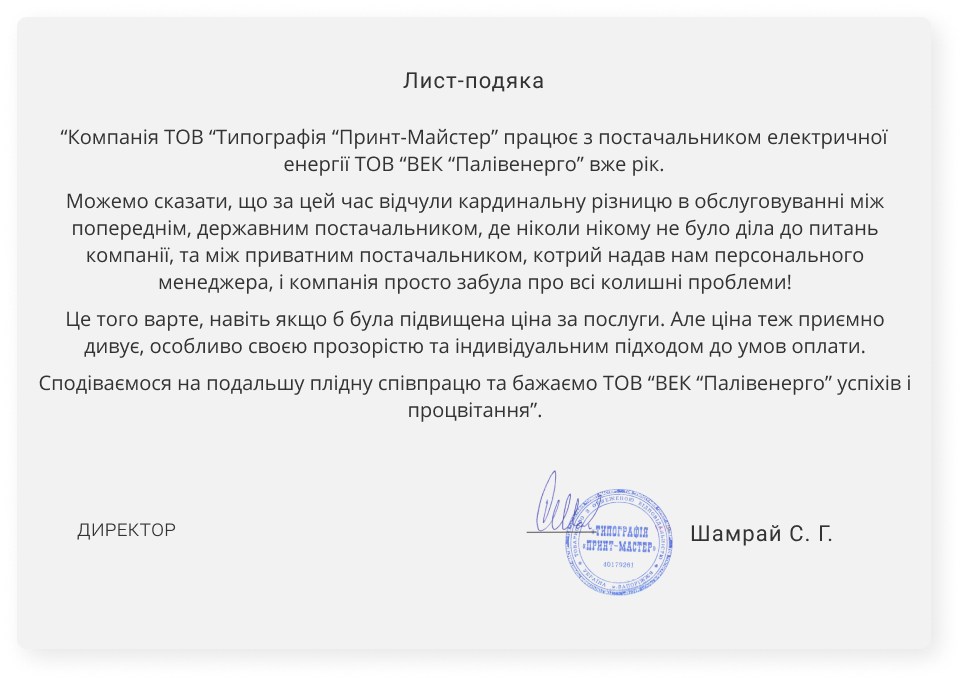 Лист-подяка
“Компанія ТОВ “Типографія “Принт-Майстер” працює з постачальником електричної
енергії ТОВ “ВЕК “Палівенерго” вже рік.
Можемо сказати, що за цей час відчули кардинальну різницю в обслуговуванні між
попереднім, державним постачальником, де ніколи нікому не було діла до питань
компанії, та між приватним постачальником, котрий надав нам персонального
менеджера, і компанія просто забула про всі колишні проблеми!
Це того варте, навіть якщо б була підвищена ціна за послуги. Але ціна теж приємно
дивує, особливо своєю прозорістю та індивідуальним підходом до умов оплати.
Сподіваємося на подальшу плідну співпрацю та бажаємо ТОВ “ВЕК “Палівенерго” успіхів і
процвітання”.
ДИРЕКТОР
ТОВАРИСТВО З ОБМЕЖЕНОЮ ВІДПОВІДАЛЬНІСТЮ
ТИПОГРАФІЯ
«ПРИНТ-МАСТЕР»
40179261
УКРАЇНА м.ЗАПОРІЖЖЯ
Шамрай С. Г.